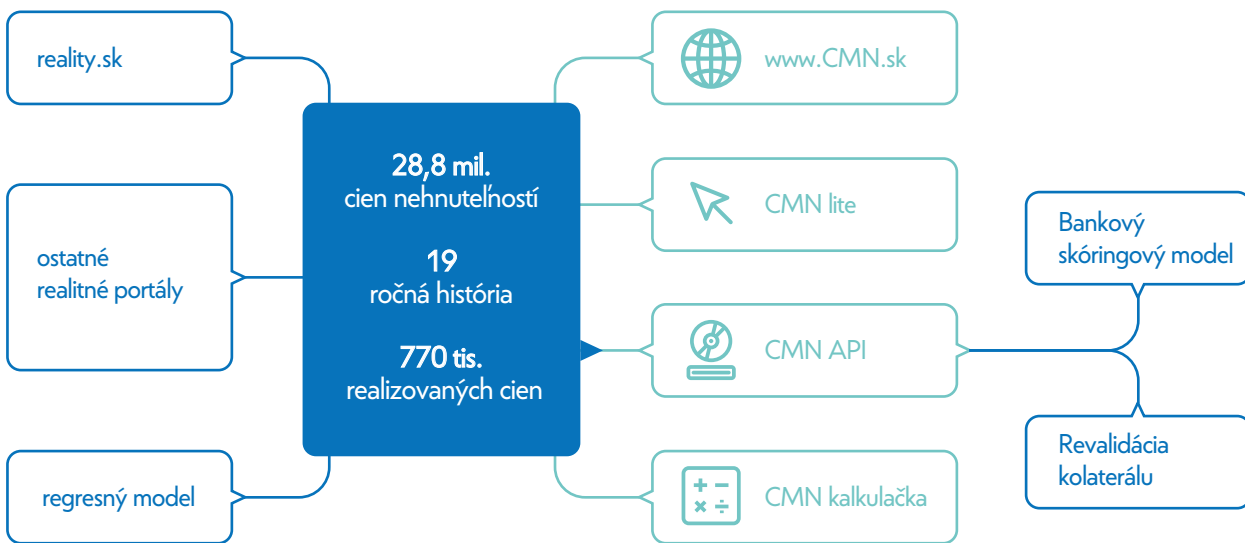 reality.sk
ostatné
realitné portály
regresný model
28,8 mil.
cien nehnuteľností
19
ročná história
770 tis.
realizovaných cien
www.CMN.sk
CMN lite
CMN API
CMN kalkulačka
Bankový
skóringový model
Revalidácia
kolaterálu